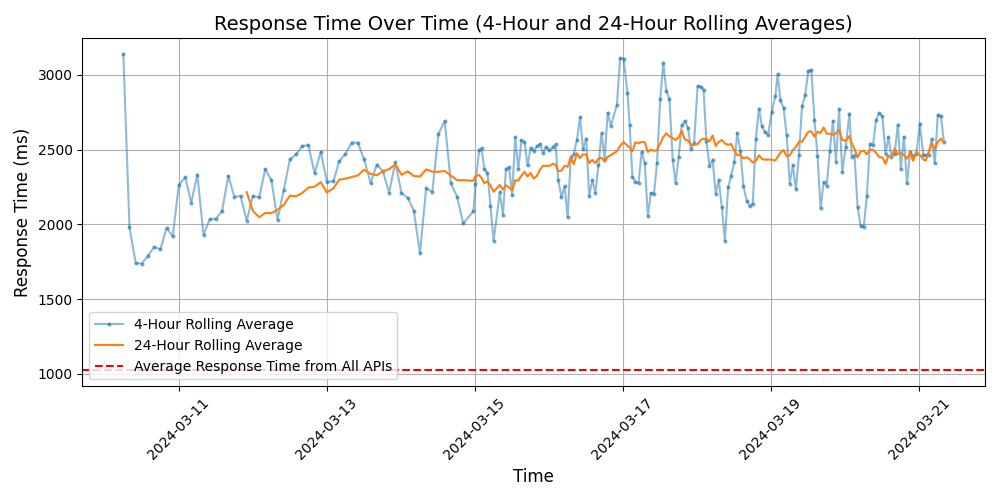 Response Time Over Time (4-Hour and 24-Hour Rolling Averages)
Response Time (ms)
3000
2500
2000
1500
1000
4-Hour Rolling Average
24-Hour Rolling Average
Average Response Time from All APIs
2024-03-11
2024-03-13
2024-03-15
2024-03-17
2024-03-19
2024-03-21
Time